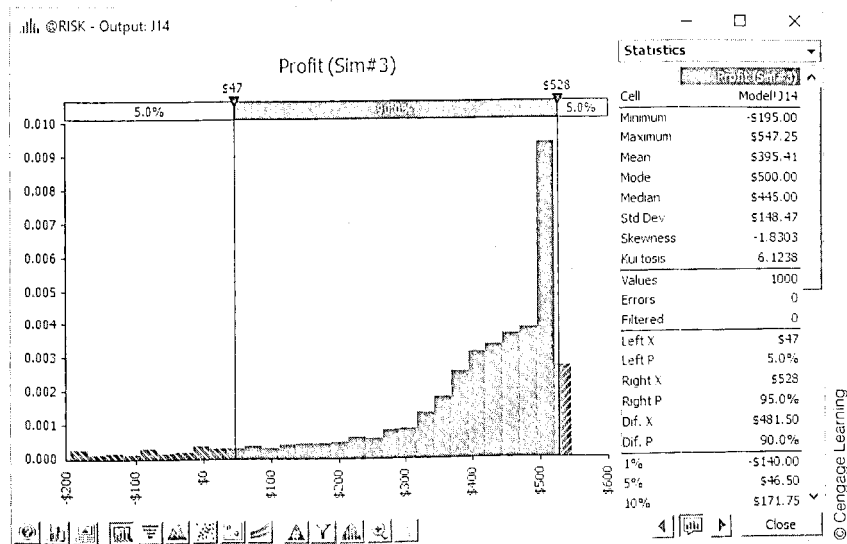 @RISK - Output: J14
Profit (Sim#3)
$47
$528
5.0%
5.0%
0.010
0.009
0.008
0.007
0.006
0.005
0.004
0.003
0.002
0.001
0.000
-$200
-$100
$0
$100
$200
$300
$400
$500
$600
Statistics
Profit (Sim#3)
Cell Model!J14
Minimum -$195.00
Maximum $547.25
Mean $395.41
Mode $500.00
Median $445.00
Std Dev $148.47
Skewness -1.8303
Kurtosis 6.1238
Values 1000
Errors 0
Filtered 0
Left X $47
Left P 5.0%
Right X $528
Right P 95.0%
Dif. X $481.50
Dif. P 90.0%
1% -$140.00
5% $46.50
10% $171.75
Close
© Cengage Learning